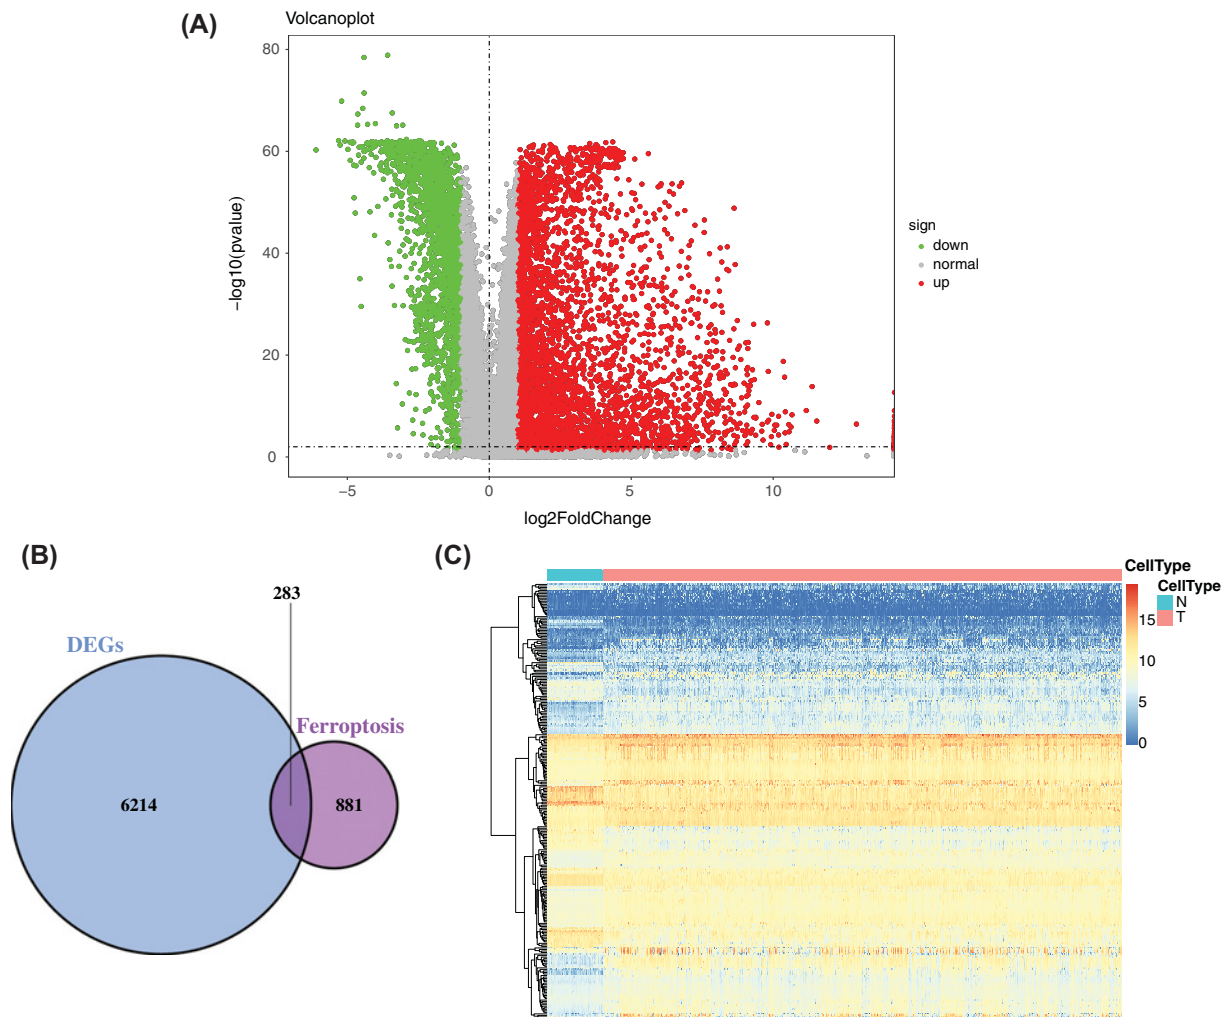 (A)
Volcanoplot
80
60
40
20
0
−log10(pvalue)
−5
0
5
10
log2FoldChange
sign
down
normal
up
(B)
283
DEGs
Ferroptosis
6214
881
(C)
CellType
15
10
5
0
CellType
N
T